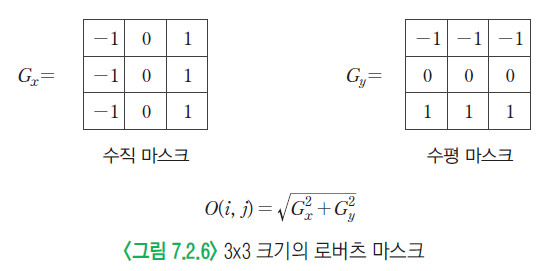 Gx= -1 0 1 Gy= -1 -1 -1
-1 0 1 0 0 0
-1 0 1 1 1 1
수직 마스크 수평 마스크
O(i, j)=√(Gx²+Gy²)
〈그림 7.2.6〉 3x3 크기의 로버츠 마스크